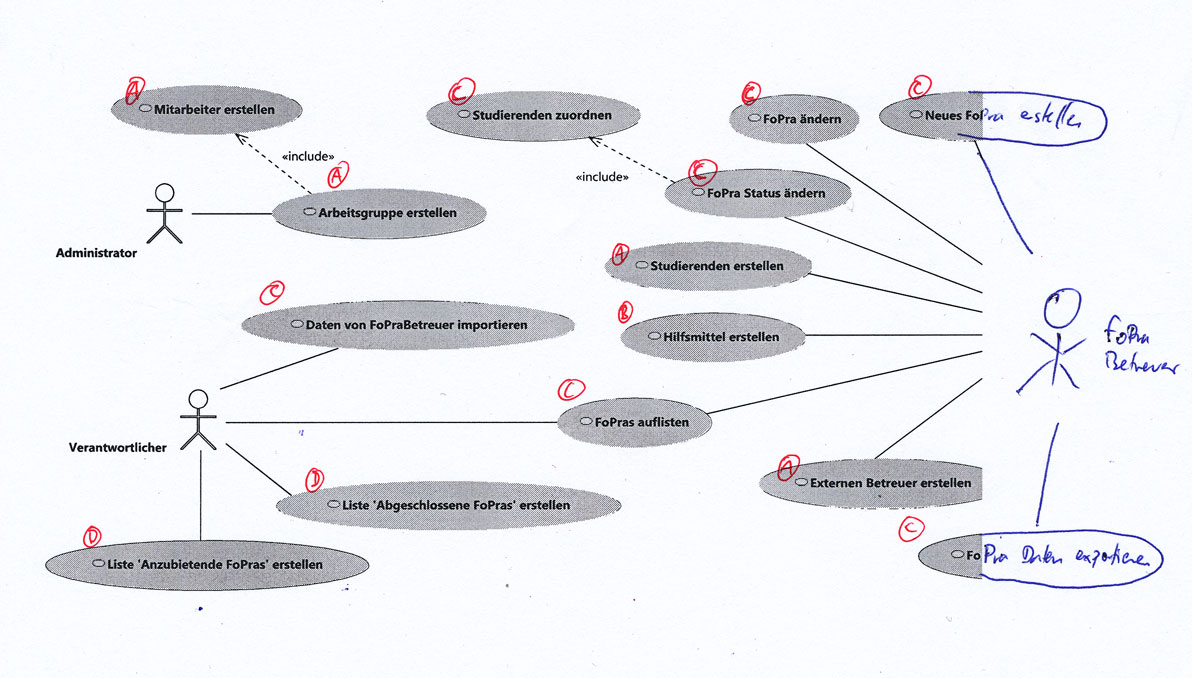 A
Mitarbeiter erstellen
C
Studierenden zuordnen
C
FoPra ändern
C
Neues FoPra erstellen
«include»
A
Arbeitsgruppe erstellen
«include»
C
FoPra Status ändern
Administrator
A
Studierenden erstellen
C
Daten von FoPraBetreuer importieren
B
Hilfsmittel erstellen
FoPra
Betreuer
C
FoPras auflisten
Verantwortlicher
A
Externen Betreuer erstellen
D
Liste 'Abgeschlossene FoPras' erstellen
C
FoPra Daten exportieren
D
Liste 'Anzubietende FoPras' erstellen